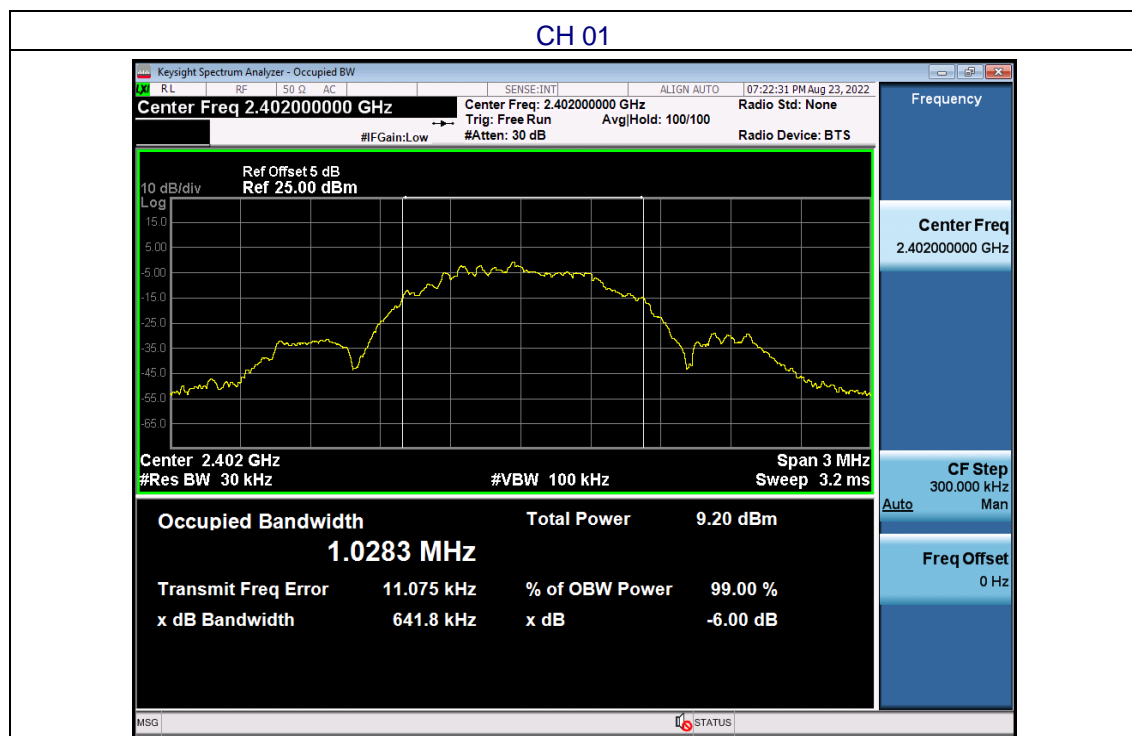 CH 01
Keysight Spectrum Analyzer - Occupied BW
LXI RL RF 50 Ω AC SENSE:INT ALIGN AUTO 07:22:31 PM Aug 23, 2022
Center Freq 2.402000000 GHz
Center Freq: 2.402000000 GHz
Radio Std: None
Trig: Free Run Avg|Hold: 100/100
#IFGain:Low
#Atten: 30 dB
Radio Device: BTS
Ref Offset 5 dB
10 dB/div Ref 25.00 dBm
Log
15.0
5.00
-5.00
-15.0
-25.0
-35.0
-45.0
-55.0
-65.0
Center 2.402 GHz Span 3 MHz
#Res BW 30 kHz #VBW 100 kHz Sweep 3.2 ms
Occupied Bandwidth Total Power 9.20 dBm
1.0283 MHz
Transmit Freq Error 11.075 kHz % of OBW Power 99.00 %
x dB Bandwidth 641.8 kHz x dB -6.00 dB
MSG STATUS
Frequency
Center Freq
2.402000000 GHz
CF Step
300.000 kHz
Auto Man
Freq Offset
0 Hz